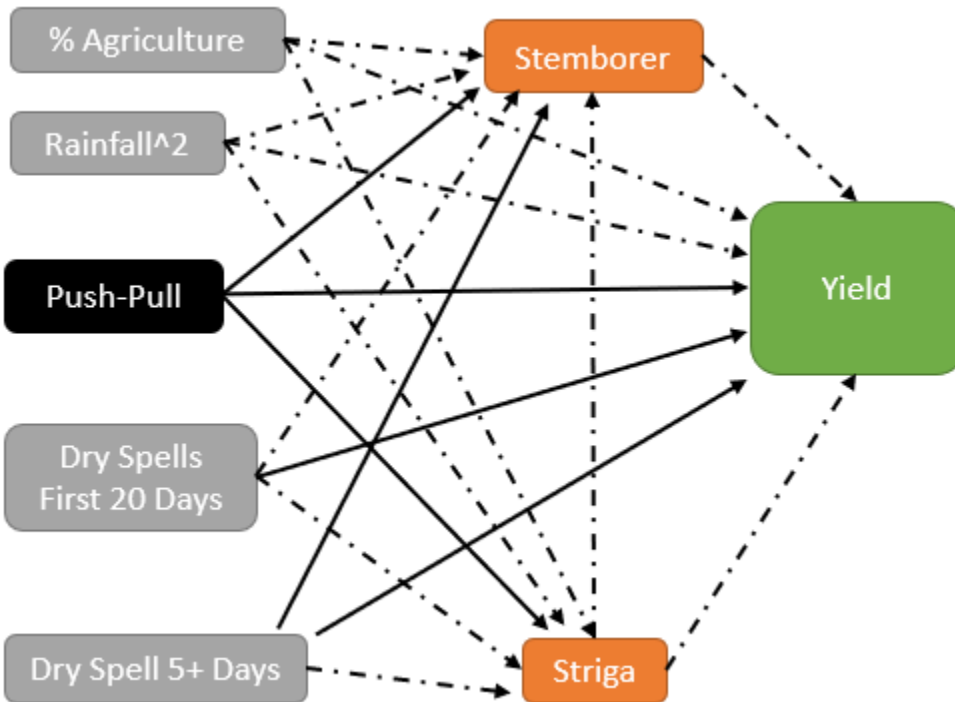 % Agriculture
Stemborer
Rainfall^2
Push-Pull
Yield
Dry Spells
First 20 Days
Dry Spell 5+ Days
Striga